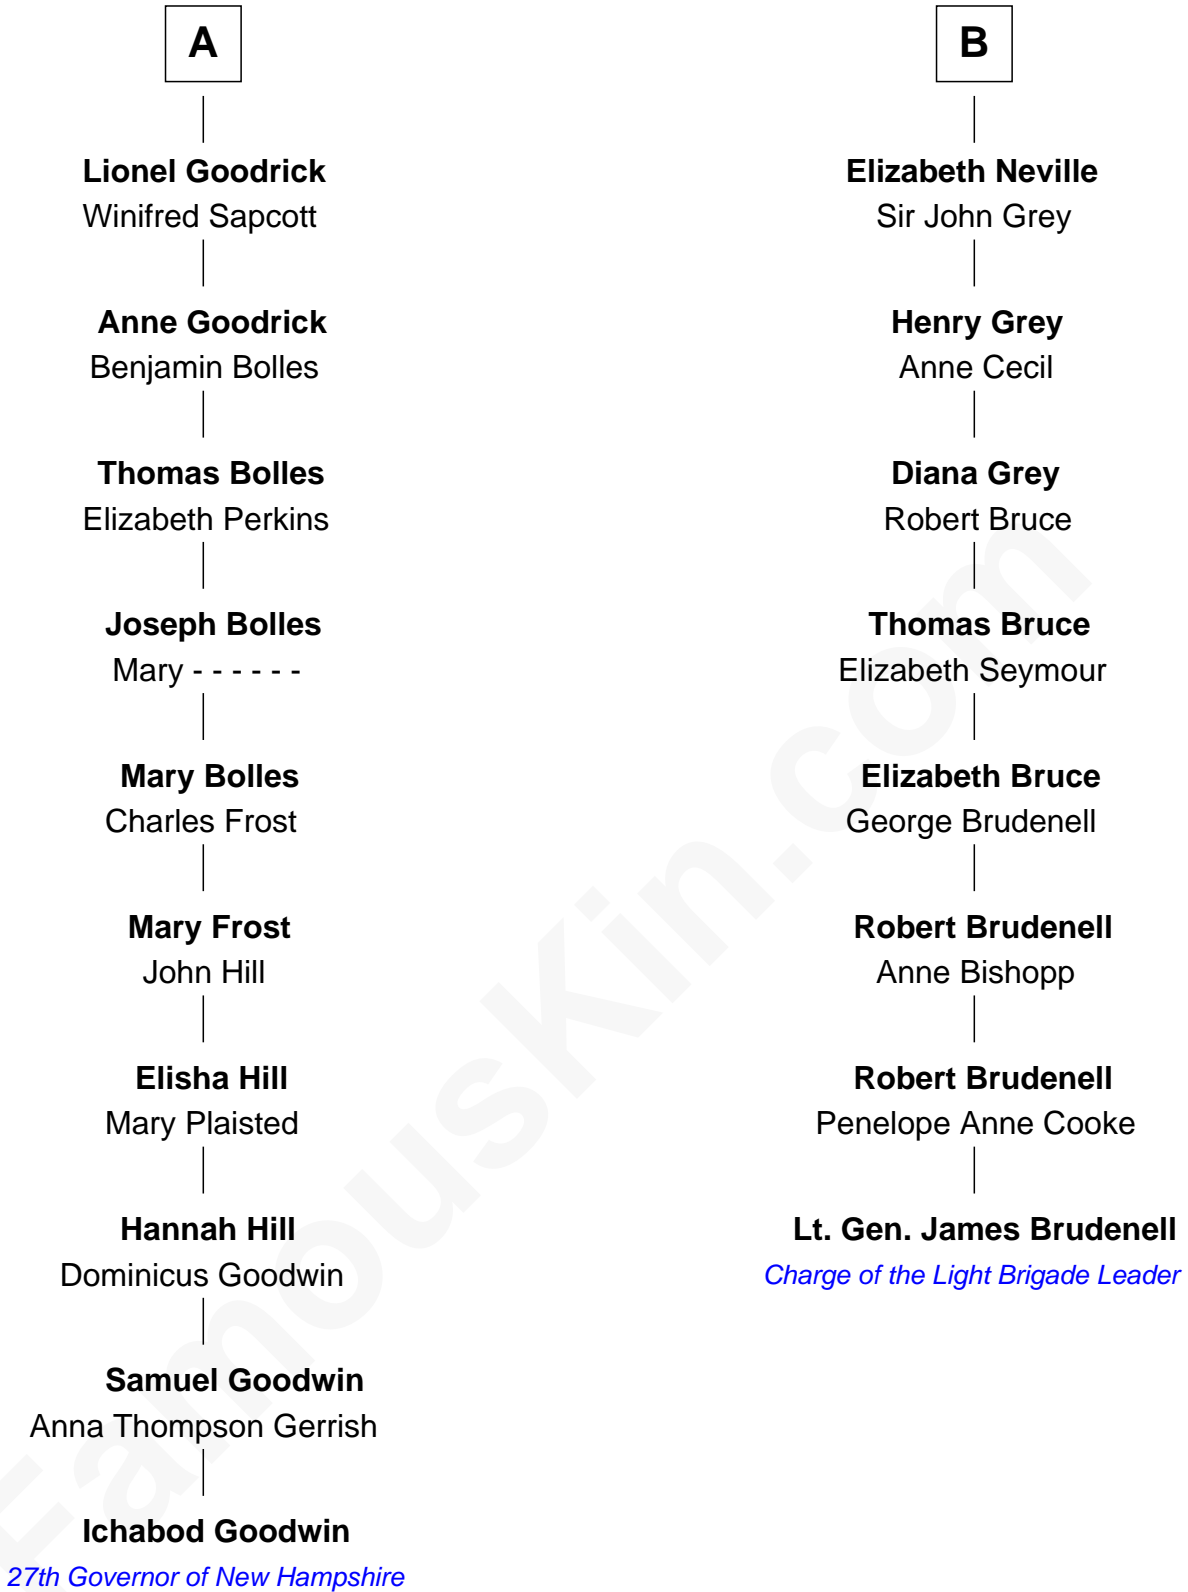 A
Lionel Goodrick
Winifred Sapcott
Anne Goodrick
Benjamin Bolles
Thomas Bolles
Elizabeth Perkins
Joseph Bolles
Mary - - - - - -
Mary Bolles
Charles Frost
Mary Frost
John Hill
Elisha Hill
Mary Plaisted
Hannah Hill
Dominicus Goodwin
Samuel Goodwin
Anna Thompson Gerrish
Ichabod Goodwin
27th Governor of New Hampshire
B
Elizabeth Neville
Sir John Grey
Henry Grey
Anne Cecil
Diana Grey
Robert Bruce
Thomas Bruce
Elizabeth Seymour
Elizabeth Bruce
George Brudenell
Robert Brudenell
Anne Bishopp
Robert Brudenell
Penelope Anne Cooke
Lt. Gen. James Brudenell
Charge of the Light Brigade Leader
FamousKin.com